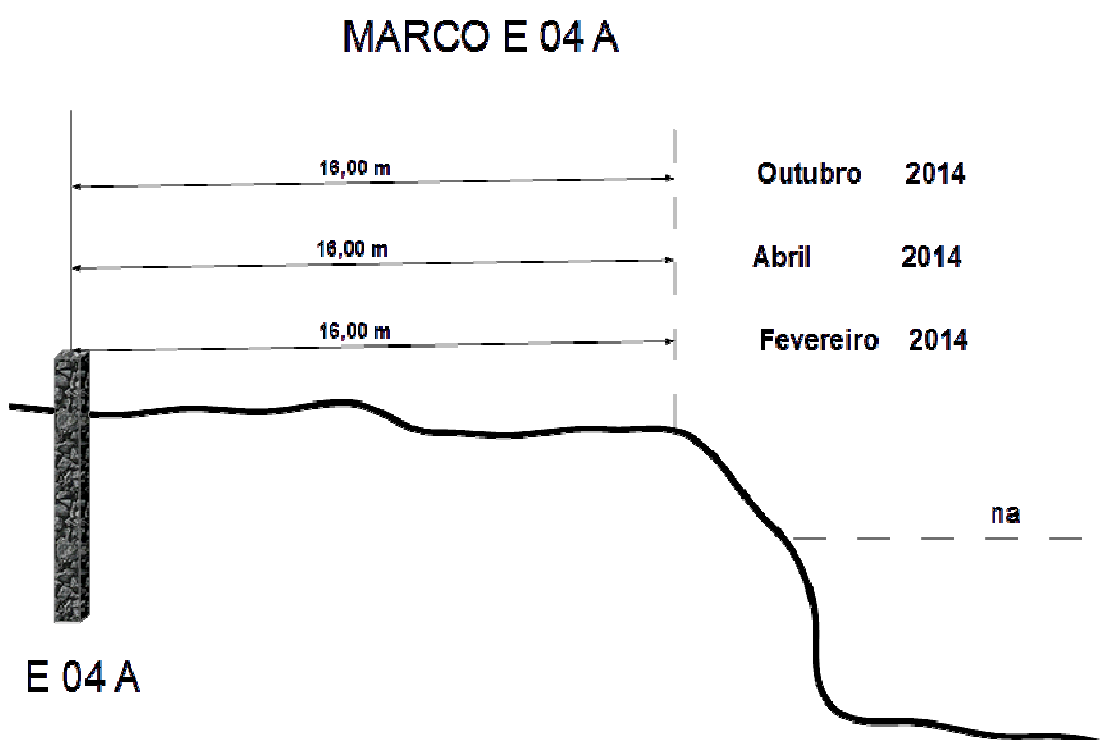 MARCO E 04 A
16,00 m
Outubro 2014
16,00 m
Abril 2014
16,00 m
Fevereiro 2014
na
E 04 A